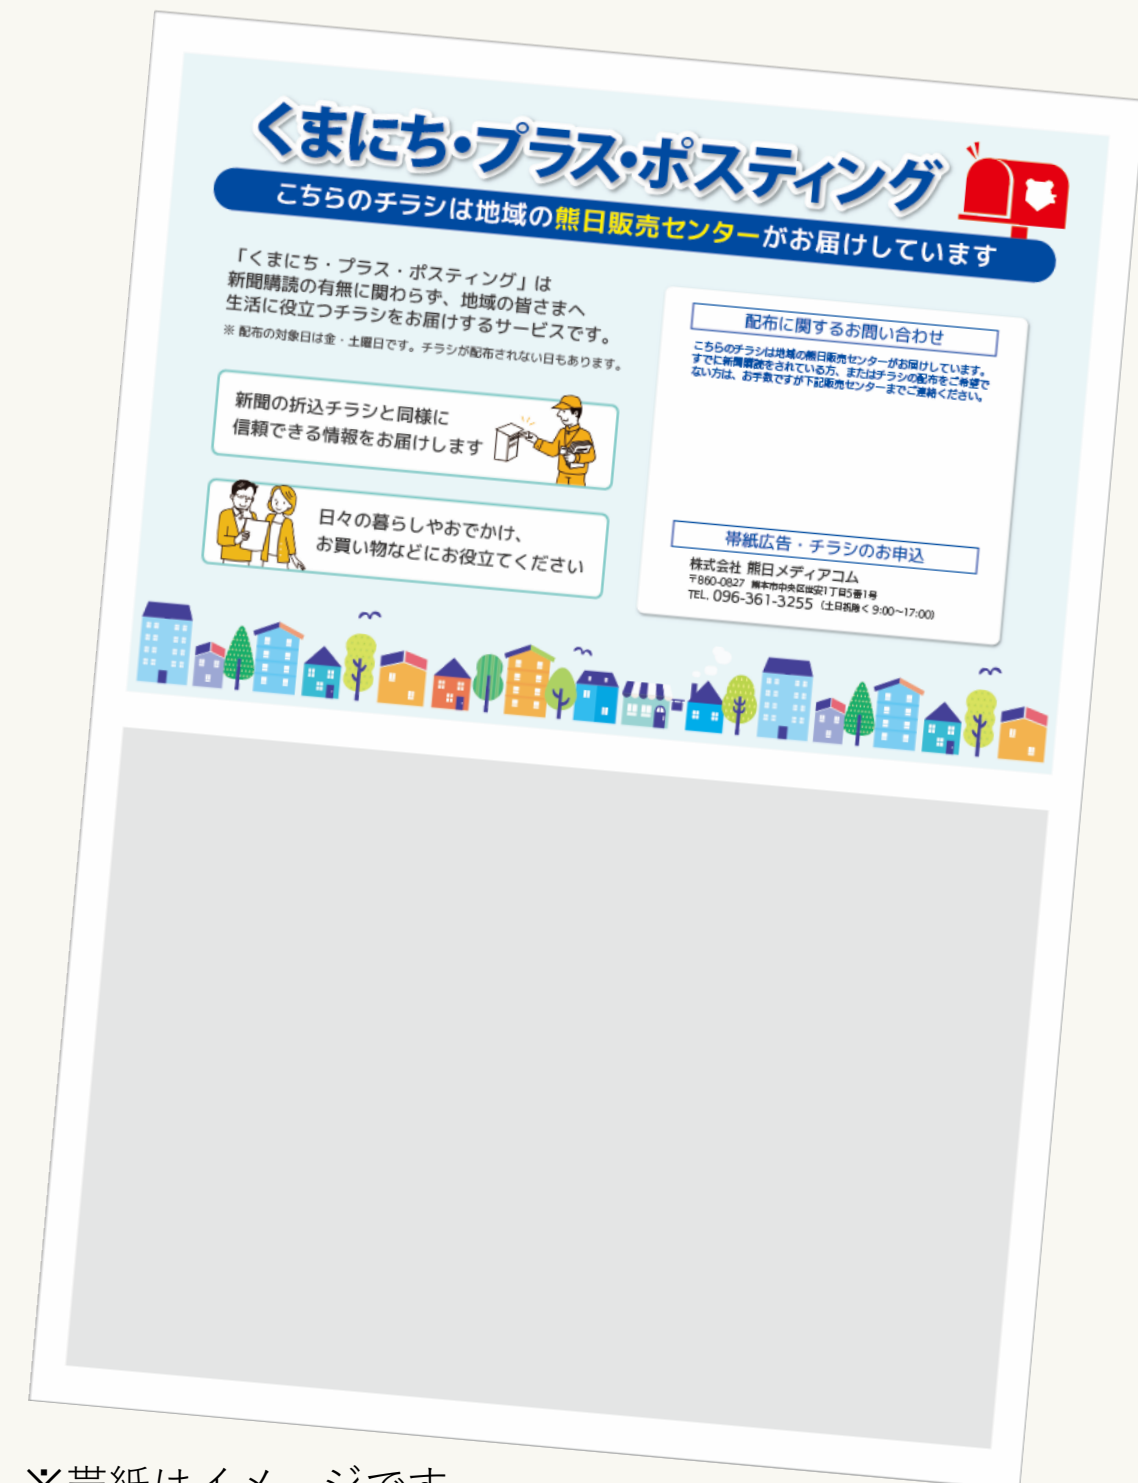 くまにち・プラス・ポスティング
こちらのチラシは地域の熊日販売センターがお届けしています
「くまにち・プラス・ポスティング」は
新聞購読の有無に関わらず、地域の皆さまへ
生活に役立つチラシをお届けするサービスです。
※ 配布の対象日は金・土曜日です。チラシが配布されない日もあります。
新聞の折込チラシと同様に
信頼できる情報をお届けします
日々の暮らしやおでかけ、
お買い物などにお役立てください
配布に関するお問い合わせ
こちらのチラシは地域の熊日販売センターがお届けしています。
すでに新聞購読をされている方、またはチラシの配布をご希望で
ない方は、お手数ですが下記販売センターまでご連絡ください。
帯紙広告・チラシのお申込
株式会社 熊日メディアコム
〒860-0827 熊本市中央区世安1丁目5番1号
TEL. 096-361-3255（土日祝除く 9:00〜17:00）
※帯紙はイメージです